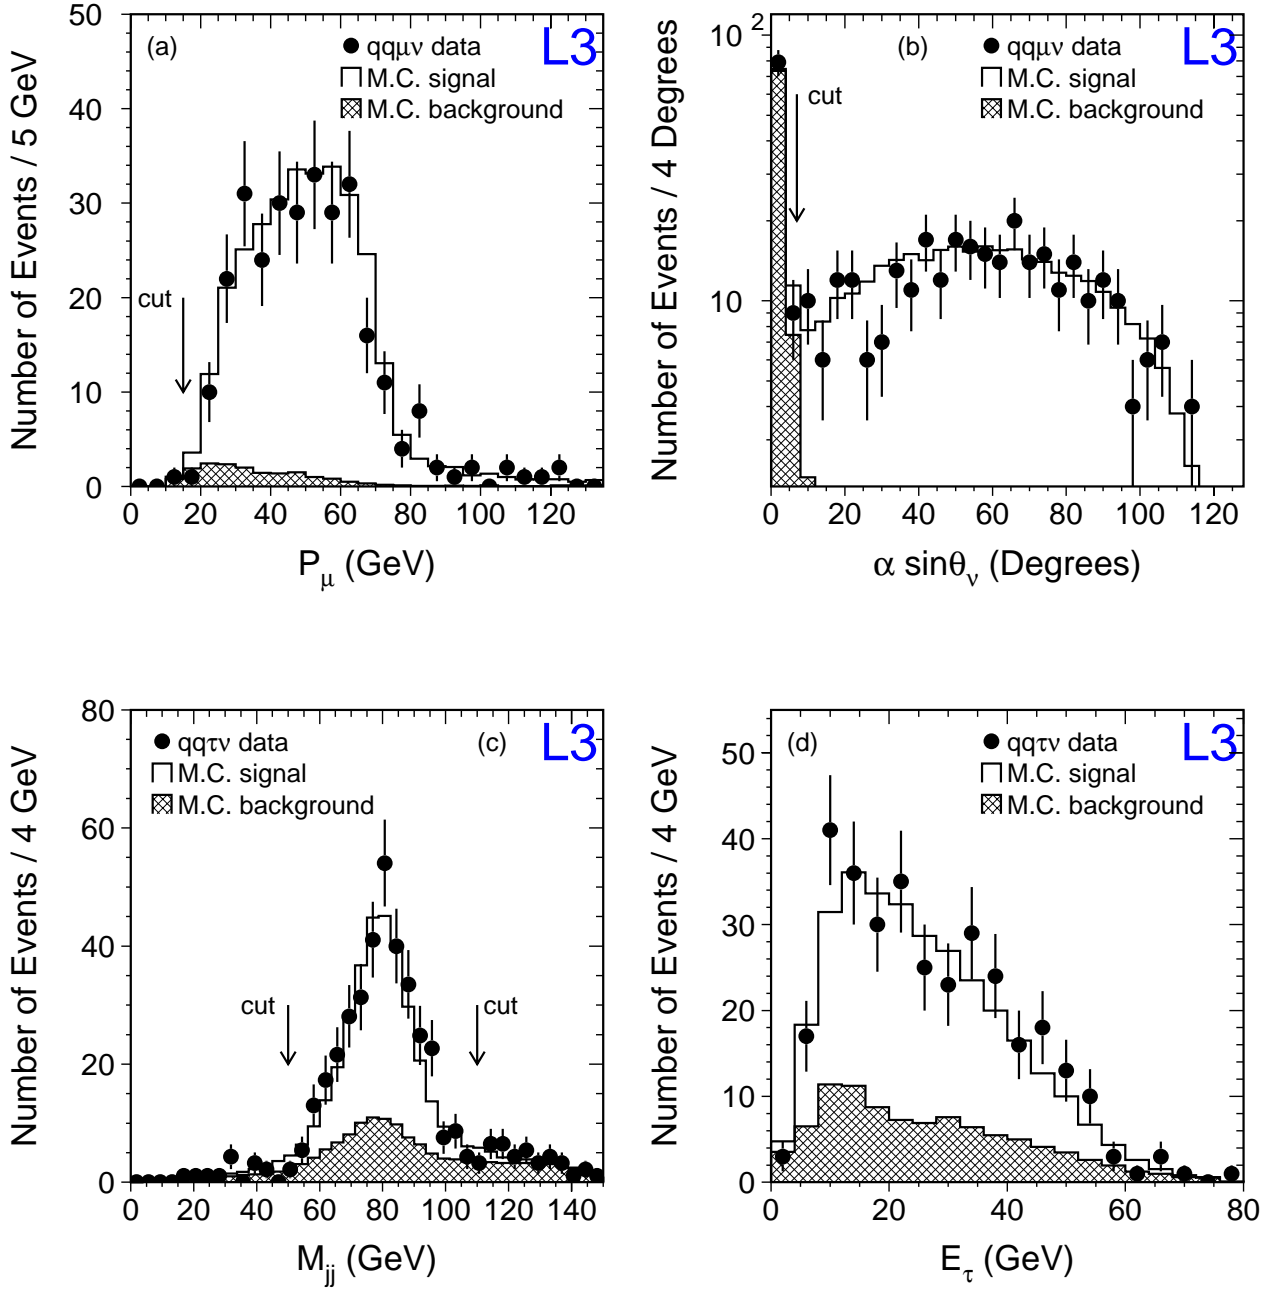 (a)
qqμν data
M.C. signal
M.C. background
L3
cut
Number of Events / 5 GeV
50
40
30
20
10
0
0 20 40 60 80 100 120
Pμ (GeV)
(b)
qqμν data
M.C. signal
M.C. background
L3
cut
Number of Events / 4 Degrees
10 2
10
0 20 40 60 80 100 120
α sinθν (Degrees)
qqτν data
M.C. signal
M.C. background
(c)
L3
cut
cut
Number of Events / 4 GeV
80
60
40
20
0
0 20 40 60 80 100 120 140
Mjj (GeV)
(d)
qqτν data
M.C. signal
M.C. background
L3
Number of Events / 4 GeV
50
40
30
20
10
0
0 20 40 60 80
Eτ (GeV)